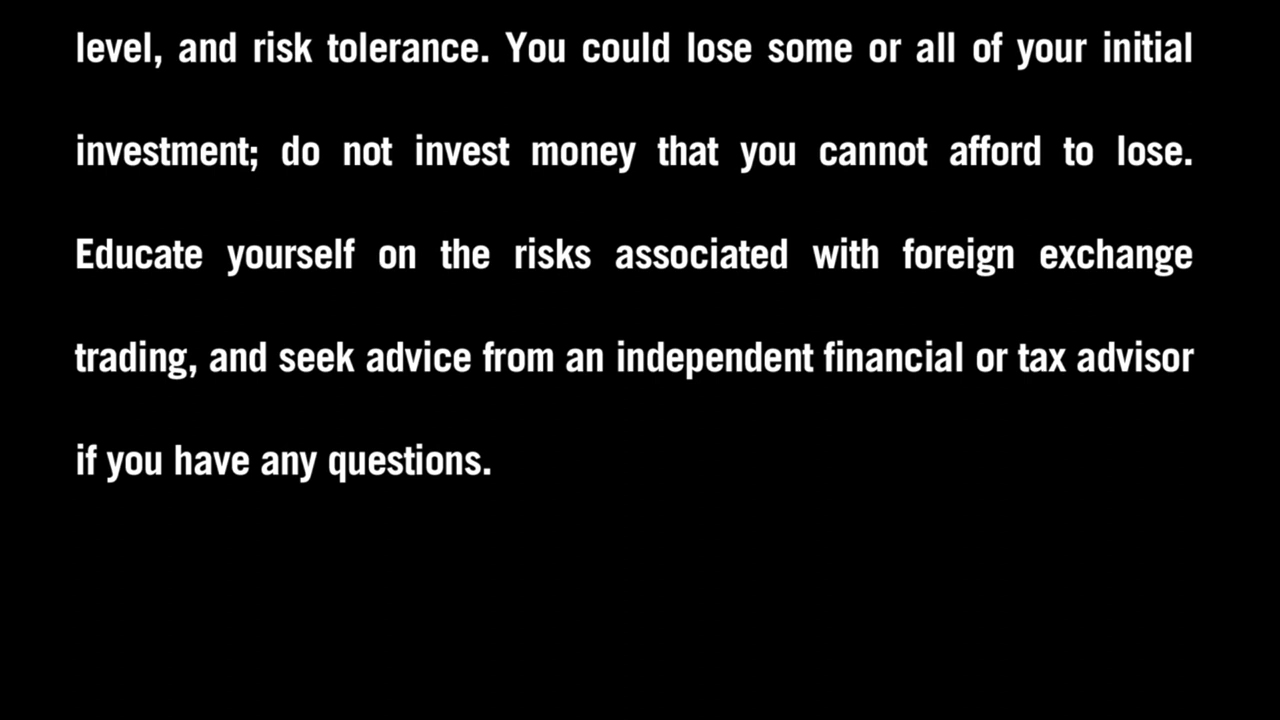 level, and risk tolerance. You could lose some or all of your initial
investment; do not invest money that you cannot afford to lose.
Educate yourself on the risks associated with foreign exchange
trading, and seek advice from an independent financial or tax advisor
if you have any questions.